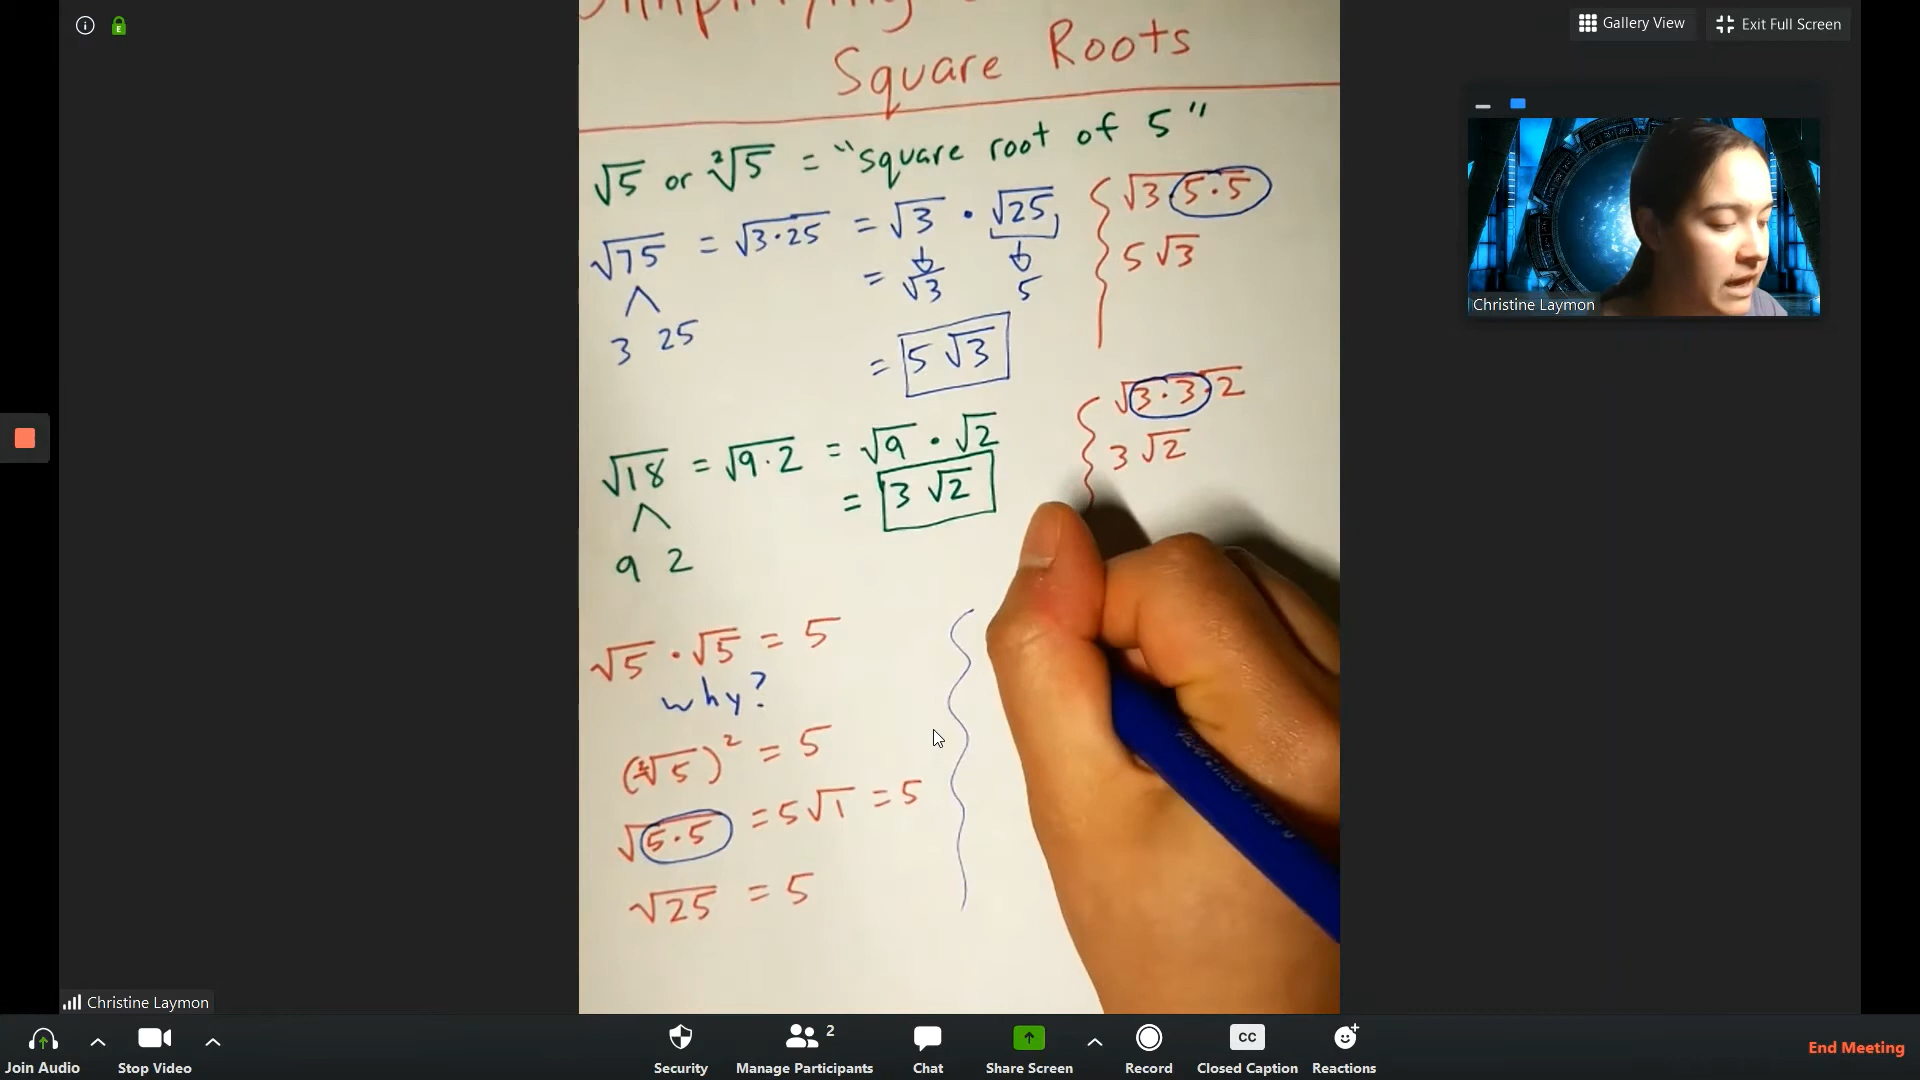 Gallery View
Exit Full Screen
Simplifying
Square Roots
√5 or ²√5 = "square root of 5"
√75 = √3·25 = √3 · √25
3 25
= √3 5
= 5√3
√3·5·5
5√3
√18 = √9·2 = √9 · √2
9 2
= 3√2
√3·3·2
3√2
√5 · √5 = 5
why?
(²√5)² = 5
√5·5 = 5√1 = 5
√25 = 5
Christine Laymon
Christine Laymon
Join Audio
Stop Video
Security
Manage Participants
2
Chat
Share Screen
Record
CC
Closed Caption
Reactions
End Meeting